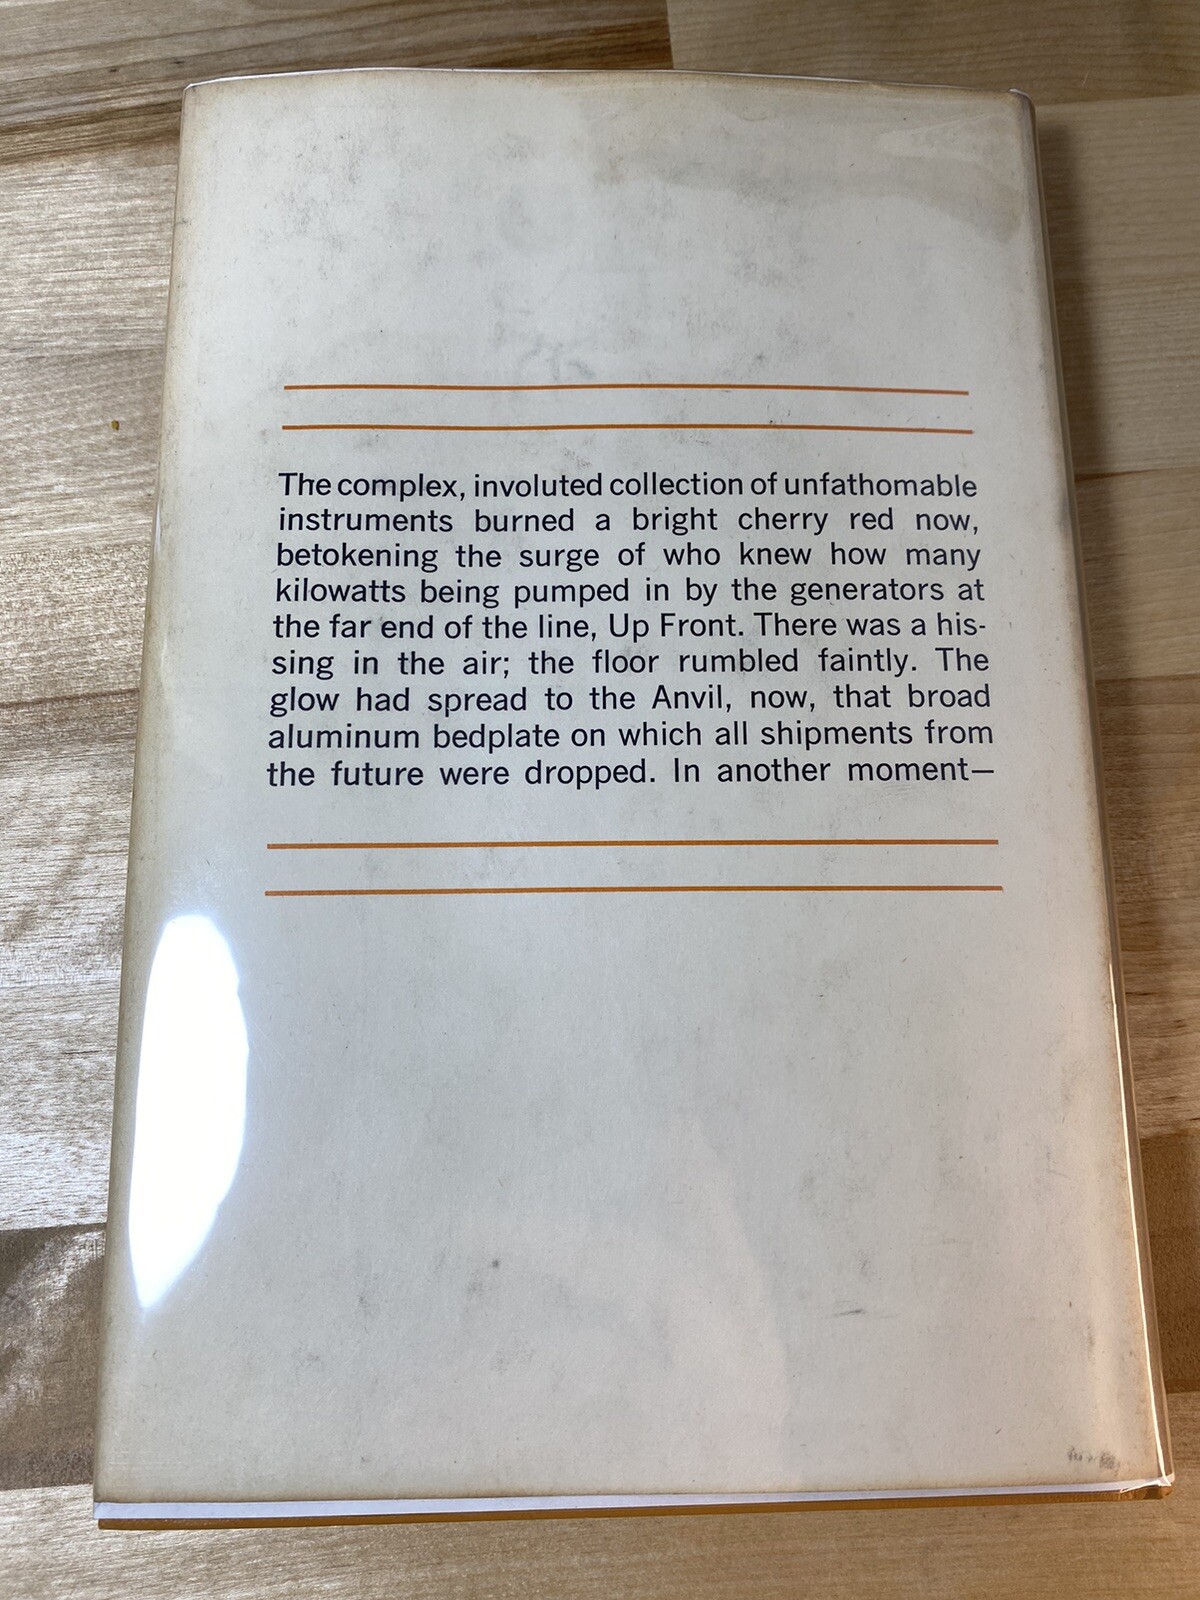 The complex, involuted collection of unfathomable
instruments burned a bright cherry red now,
betokening the surge of who knew how many
kilowatts being pumped in by the generators at
the far end of the line, Up Front. There was a his-
sing in the air; the floor rumbled faintly. The
glow had spread to the Anvil, now, that broad
aluminum bedplate on which all shipments from
the future were dropped. In another moment—